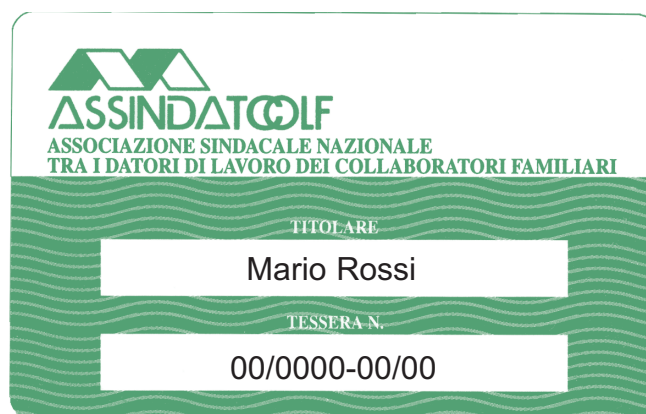 ASSINDATCOLF
ASSOCIAZIONE SINDACALE NAZIONALE
TRA I DATORI DI LAVORO DEI COLLABORATORI FAMILIARI
TITOLARE
Mario Rossi
TESSERA N.
00/0000-00/00